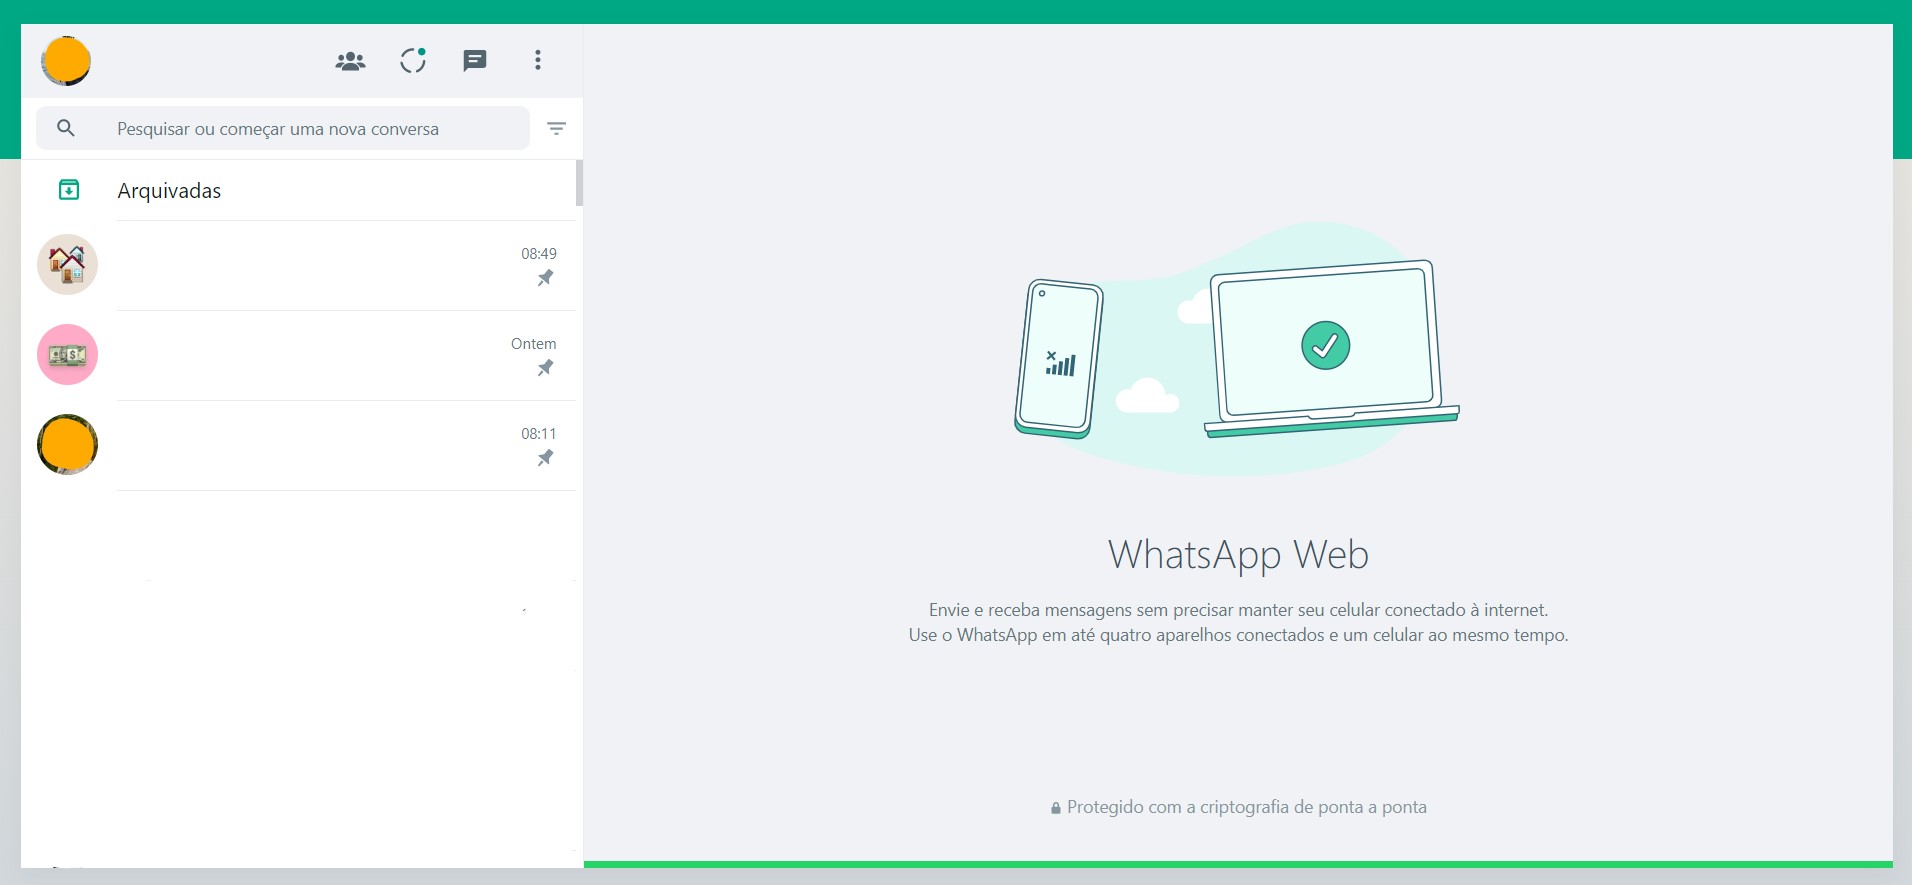 Pesquisar ou começar uma nova conversa
Arquivadas
08:49
Ontem
08:11
WhatsApp Web
Envie e receba mensagens sem precisar manter seu celular conectado à internet.
Use o WhatsApp em até quatro aparelhos conectados e um celular ao mesmo tempo.
Protegido com a criptografia de ponta a ponta